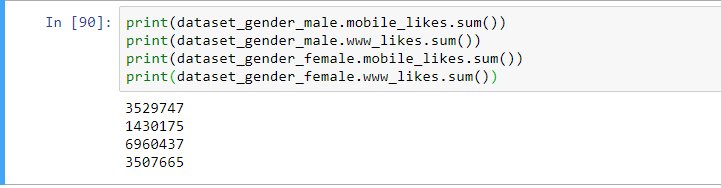 In [90]: print(dataset_gender_male.mobile_likes.sum())
print(dataset_gender_male.www_likes.sum())
print(dataset_gender_female.mobile_likes.sum())
print(dataset_gender_female.www_likes.sum())
3529747
1430175
6960437
3507665